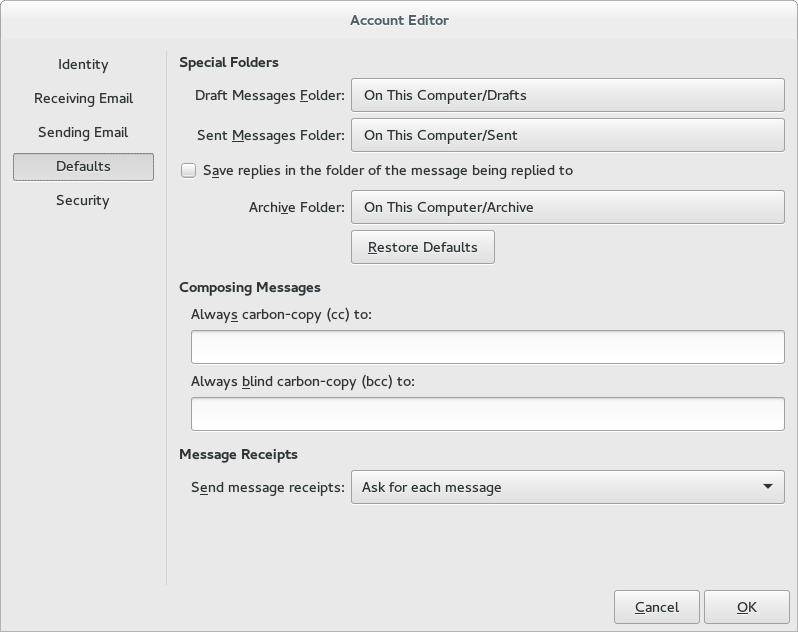 Account Editor
Identity
Receiving Email
Sending Email
Defaults
Security
Special Folders
Draft Messages Folder: On This Computer/Drafts
Sent Messages Folder: On This Computer/Sent
Save replies in the folder of the message being replied to
Archive Folder: On This Computer/Archive
Restore Defaults
Composing Messages
Always carbon-copy (cc) to:
Always blind carbon-copy (bcc) to:
Message Receipts
Send message receipts: Ask for each message
Cancel OK